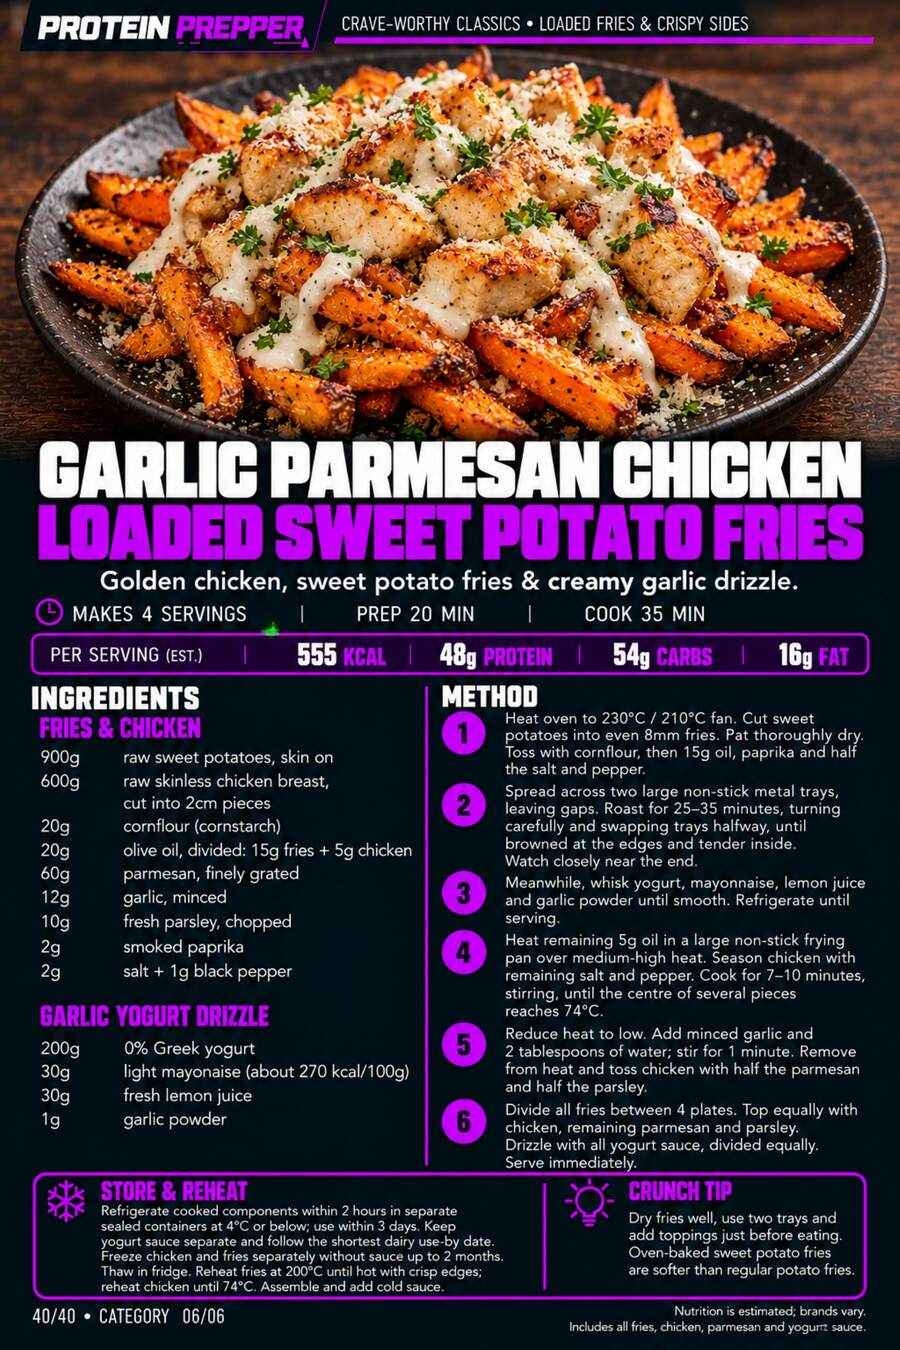 PROTEIN PREPPER
CRAVE-WORTHY CLASSICS • LOADED FRIES & CRISPY SIDES
GARLIC PARMESAN CHICKEN
LOADED SWEET POTATO FRIES
Golden chicken, sweet potato fries & creamy garlic drizzle.
MAKES 4 SERVINGS | PREP 20 MIN | COOK 35 MIN
PER SERVING (EST.) | 555 KCAL | 48g PROTEIN | 54g CARBS | 16g FAT
INGREDIENTS
FRIES & CHICKEN
900g raw sweet potatoes, skin on
600g raw skinless chicken breast,
cut into 2cm pieces
20g cornflour (cornstarch)
20g olive oil, divided: 15g fries + 5g chicken
60g parmesan, finely grated
12g garlic, minced
10g fresh parsley, chopped
2g smoked paprika
2g salt + 1g black pepper
GARLIC YOGURT DRIZZLE
200g 0% Greek yogurt
30g light mayonaise (about 270 kcal/100g)
30g fresh lemon juice
1g garlic powder
METHOD
1 Heat oven to 230°C / 210°C fan. Cut sweet
potatoes into even 8mm fries. Pat thoroughly dry.
Toss with cornflour, then 15g oil, paprika and half
the salt and pepper.
2 Spread across two large non-stick metal trays,
leaving gaps. Roast for 25–35 minutes, turning
carefully and swapping trays halfway, until
browned at the edges and tender inside.
Watch closely near the end.
3 Meanwhile, whisk yogurt, mayonnaise, lemon juice
and garlic powder until smooth. Refrigerate until
serving.
4 Heat remaining 5g oil in a large non-stick frying
pan over medium-high heat. Season chicken with
remaining salt and pepper. Cook for 7–10 minutes,
stirring, until the centre of several pieces
reaches 74°C.
5 Reduce heat to low. Add minced garlic and
2 tablespoons of water; stir for 1 minute. Remove
from heat and toss chicken with half the parmesan
and half the parsley.
6 Divide all fries between 4 plates. Top equally with
chicken, remaining parmesan and parsley.
Drizzle with all yogurt sauce, divided equally.
Serve immediately.
STORE & REHEAT
Refrigerate cooked components within 2 hours in separate
sealed containers at 4°C or below; use within 3 days. Keep
yogurt sauce separate and follow the shortest dairy use-by date.
Freeze chicken and fries separately without sauce up to 2 months.
Thaw in fridge. Reheat fries at 200°C until hot with crisp edges;
reheat chicken until 74°C. Assemble and add cold sauce.
CRUNCH TIP
Dry fries well, use two trays and
add toppings just before eating.
Oven-baked sweet potato fries
are softer than regular potato fries.
40/40 • CATEGORY 06/06
Nutrition is estimated; brands vary.
Includes all fries, chicken, parmesan and yogurt sauce.